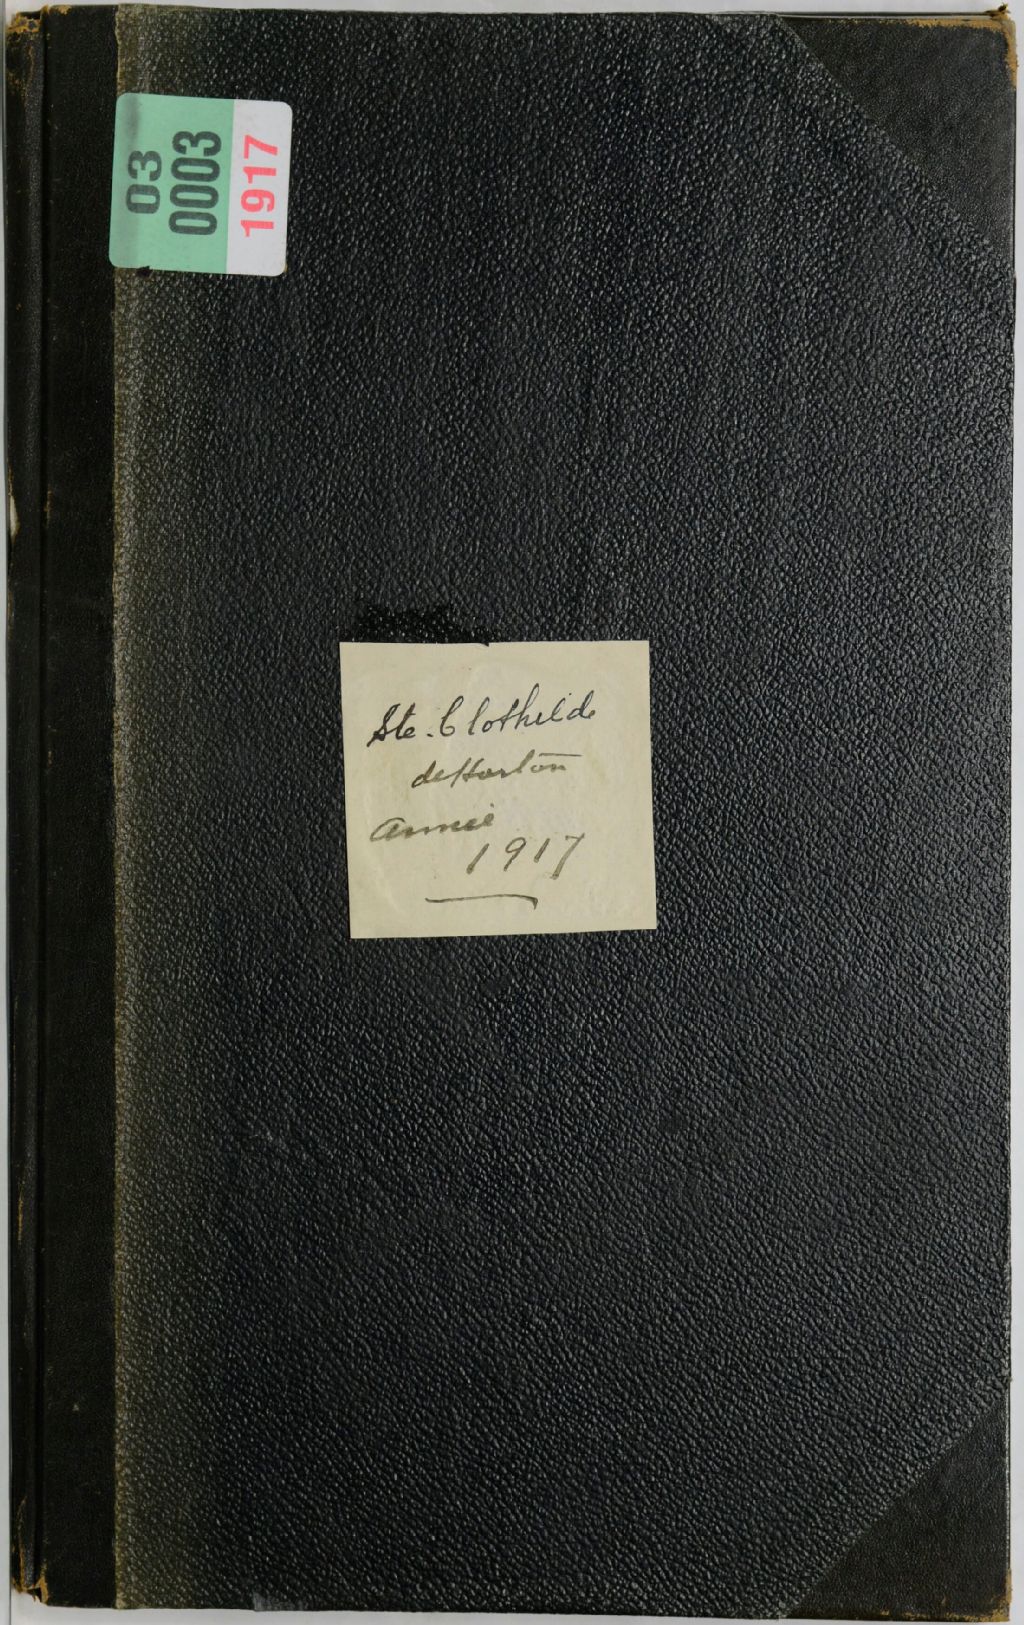 03
0003
1917
Ste. Clothilde
de Horton
Année
1917